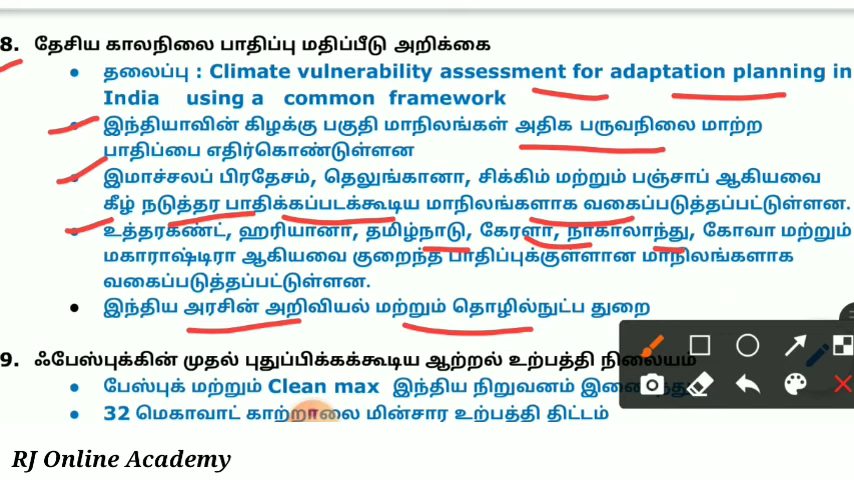 8. தேசிய காலநிலை பாதிப்பு மதிப்பீடு அறிக்கை
• தலைப்பு : Climate vulnerability assessment for adaptation planning in
India using a common framework
• இந்தியாவின் கிழக்கு பகுதி மாநிலங்கள் அதிக பருவநிலை மாற்ற
பாதிப்பை எதிர்கொண்டுள்ளன
• இமாச்சலப் பிரதேசம், தெலுங்கானா, சிக்கிம் மற்றும் பஞ்சாப் ஆகியவை
கீழ் நடுத்தர பாதிக்கப்படக்கூடிய மாநிலங்களாக வகைப்படுத்தப்பட்டுள்ளன.
• உத்தரகண்ட், ஹரியானா, தமிழ்நாடு, கேரளா, நாகாலாந்து, கோவா மற்றும்
மகாராஷ்டிரா ஆகியவை குறைந்த பாதிப்புக்குள்ளான மாநிலங்களாக
வகைப்படுத்தப்பட்டுள்ளன.
• இந்திய அரசின் அறிவியல் மற்றும் தொழில்நுட்ப துறை
9. ஃபேஸ்புக்கின் முதல் புதுப்பிக்கக்கூடிய ஆற்றல் உற்பத்தி நிலையம்
• பேஸ்புக் மற்றும் Clean max இந்திய நிறுவனம்
• 32 மெகாவாட் காற்றாலை மின்சார உற்பத்தி திட்டம்
RJ Online Academy